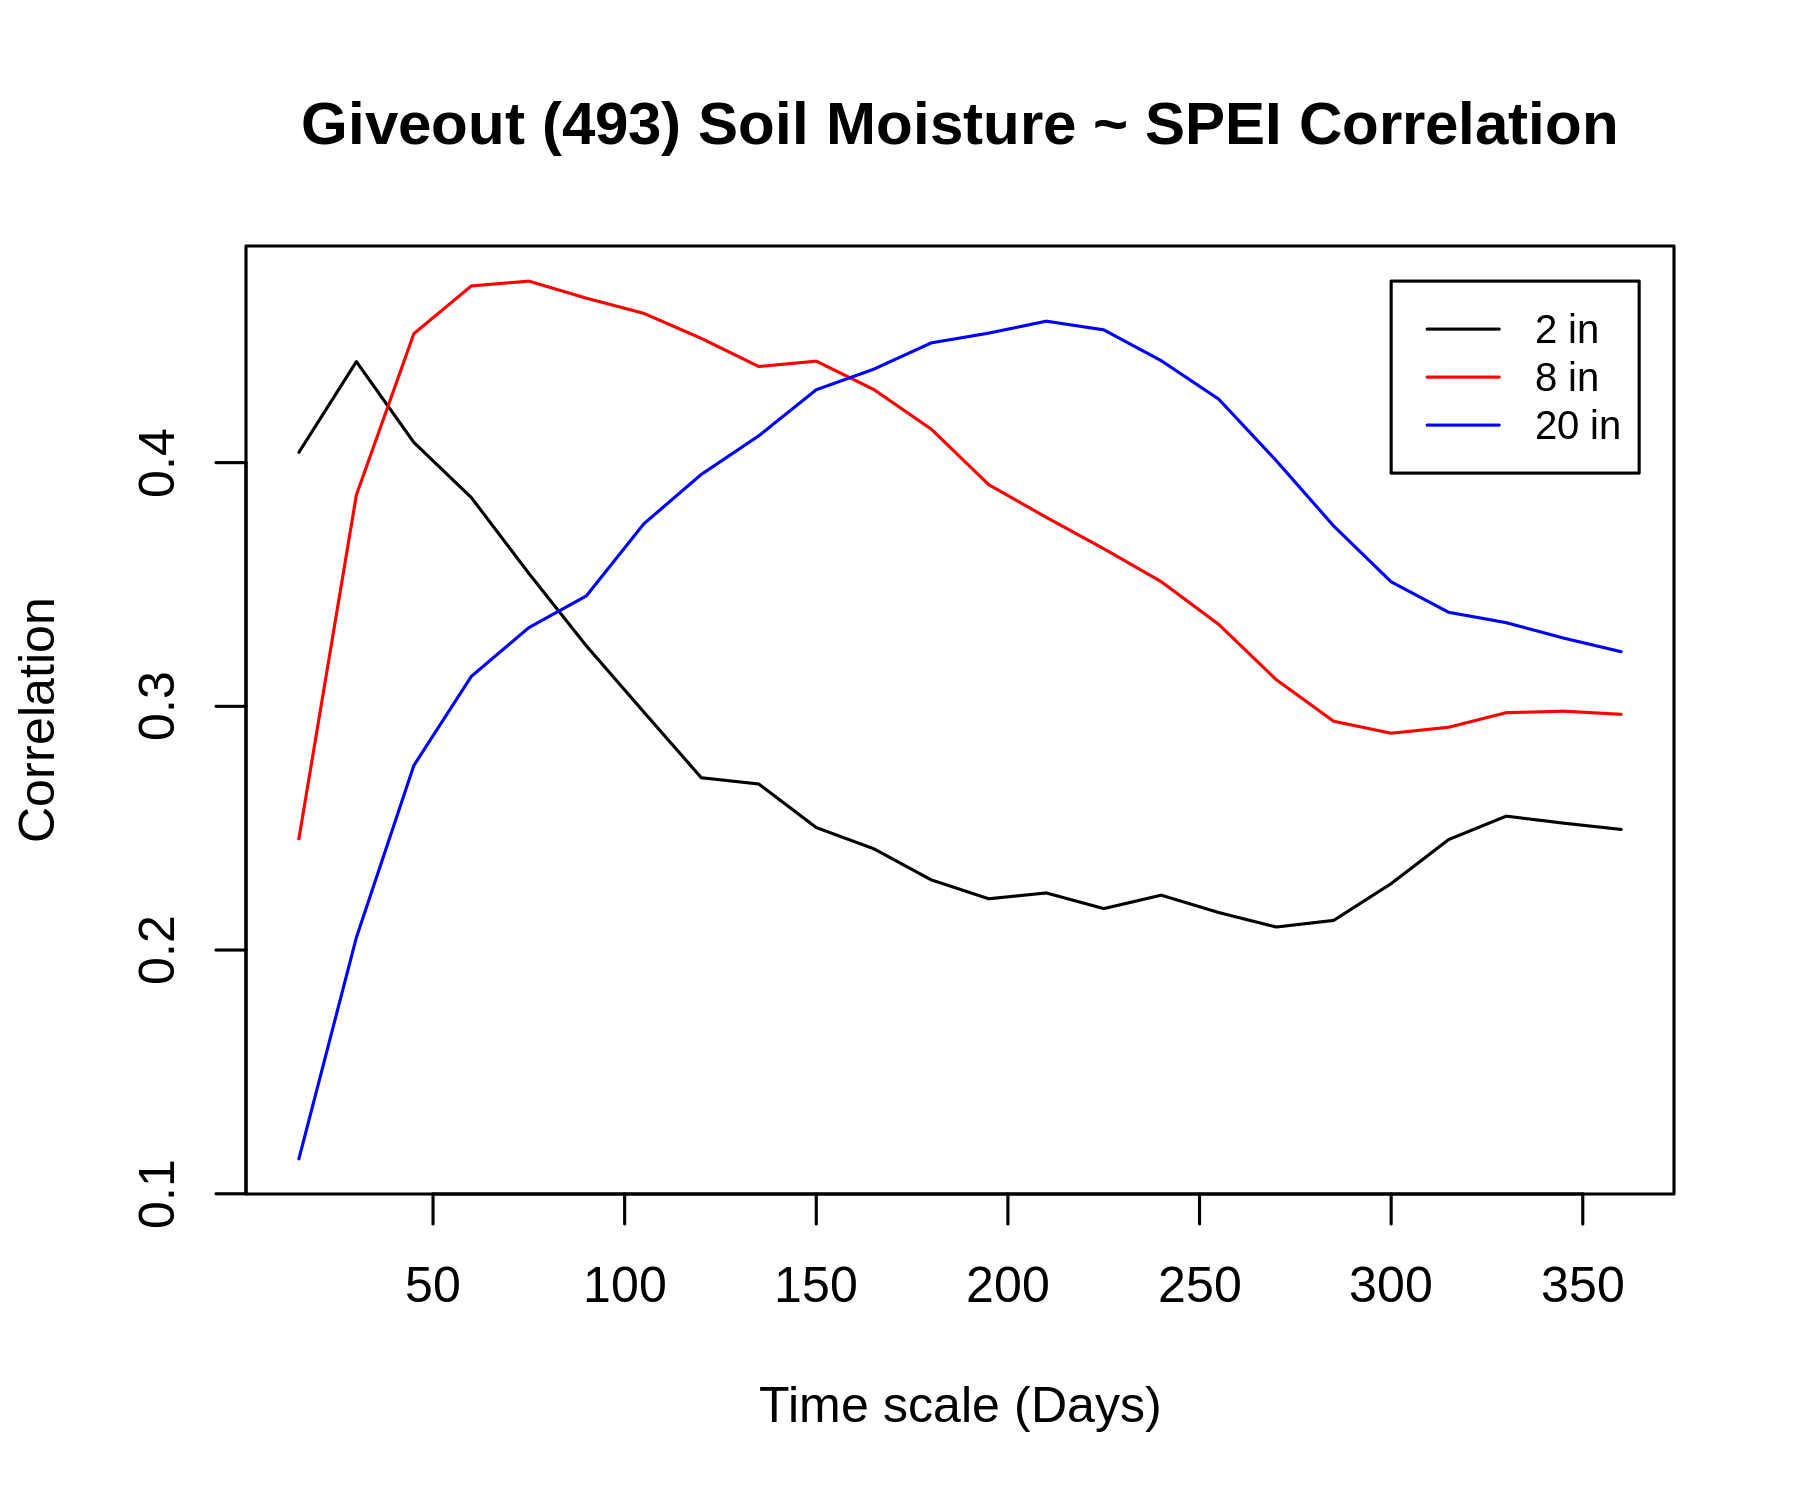 Giveout (493) Soil Moisture ~ SPEI Correlation
2 in
8 in
20 in
Correlation
0.4
0.3
0.2
0.1
50 100 150 200 250 300 350
Time scale (Days)